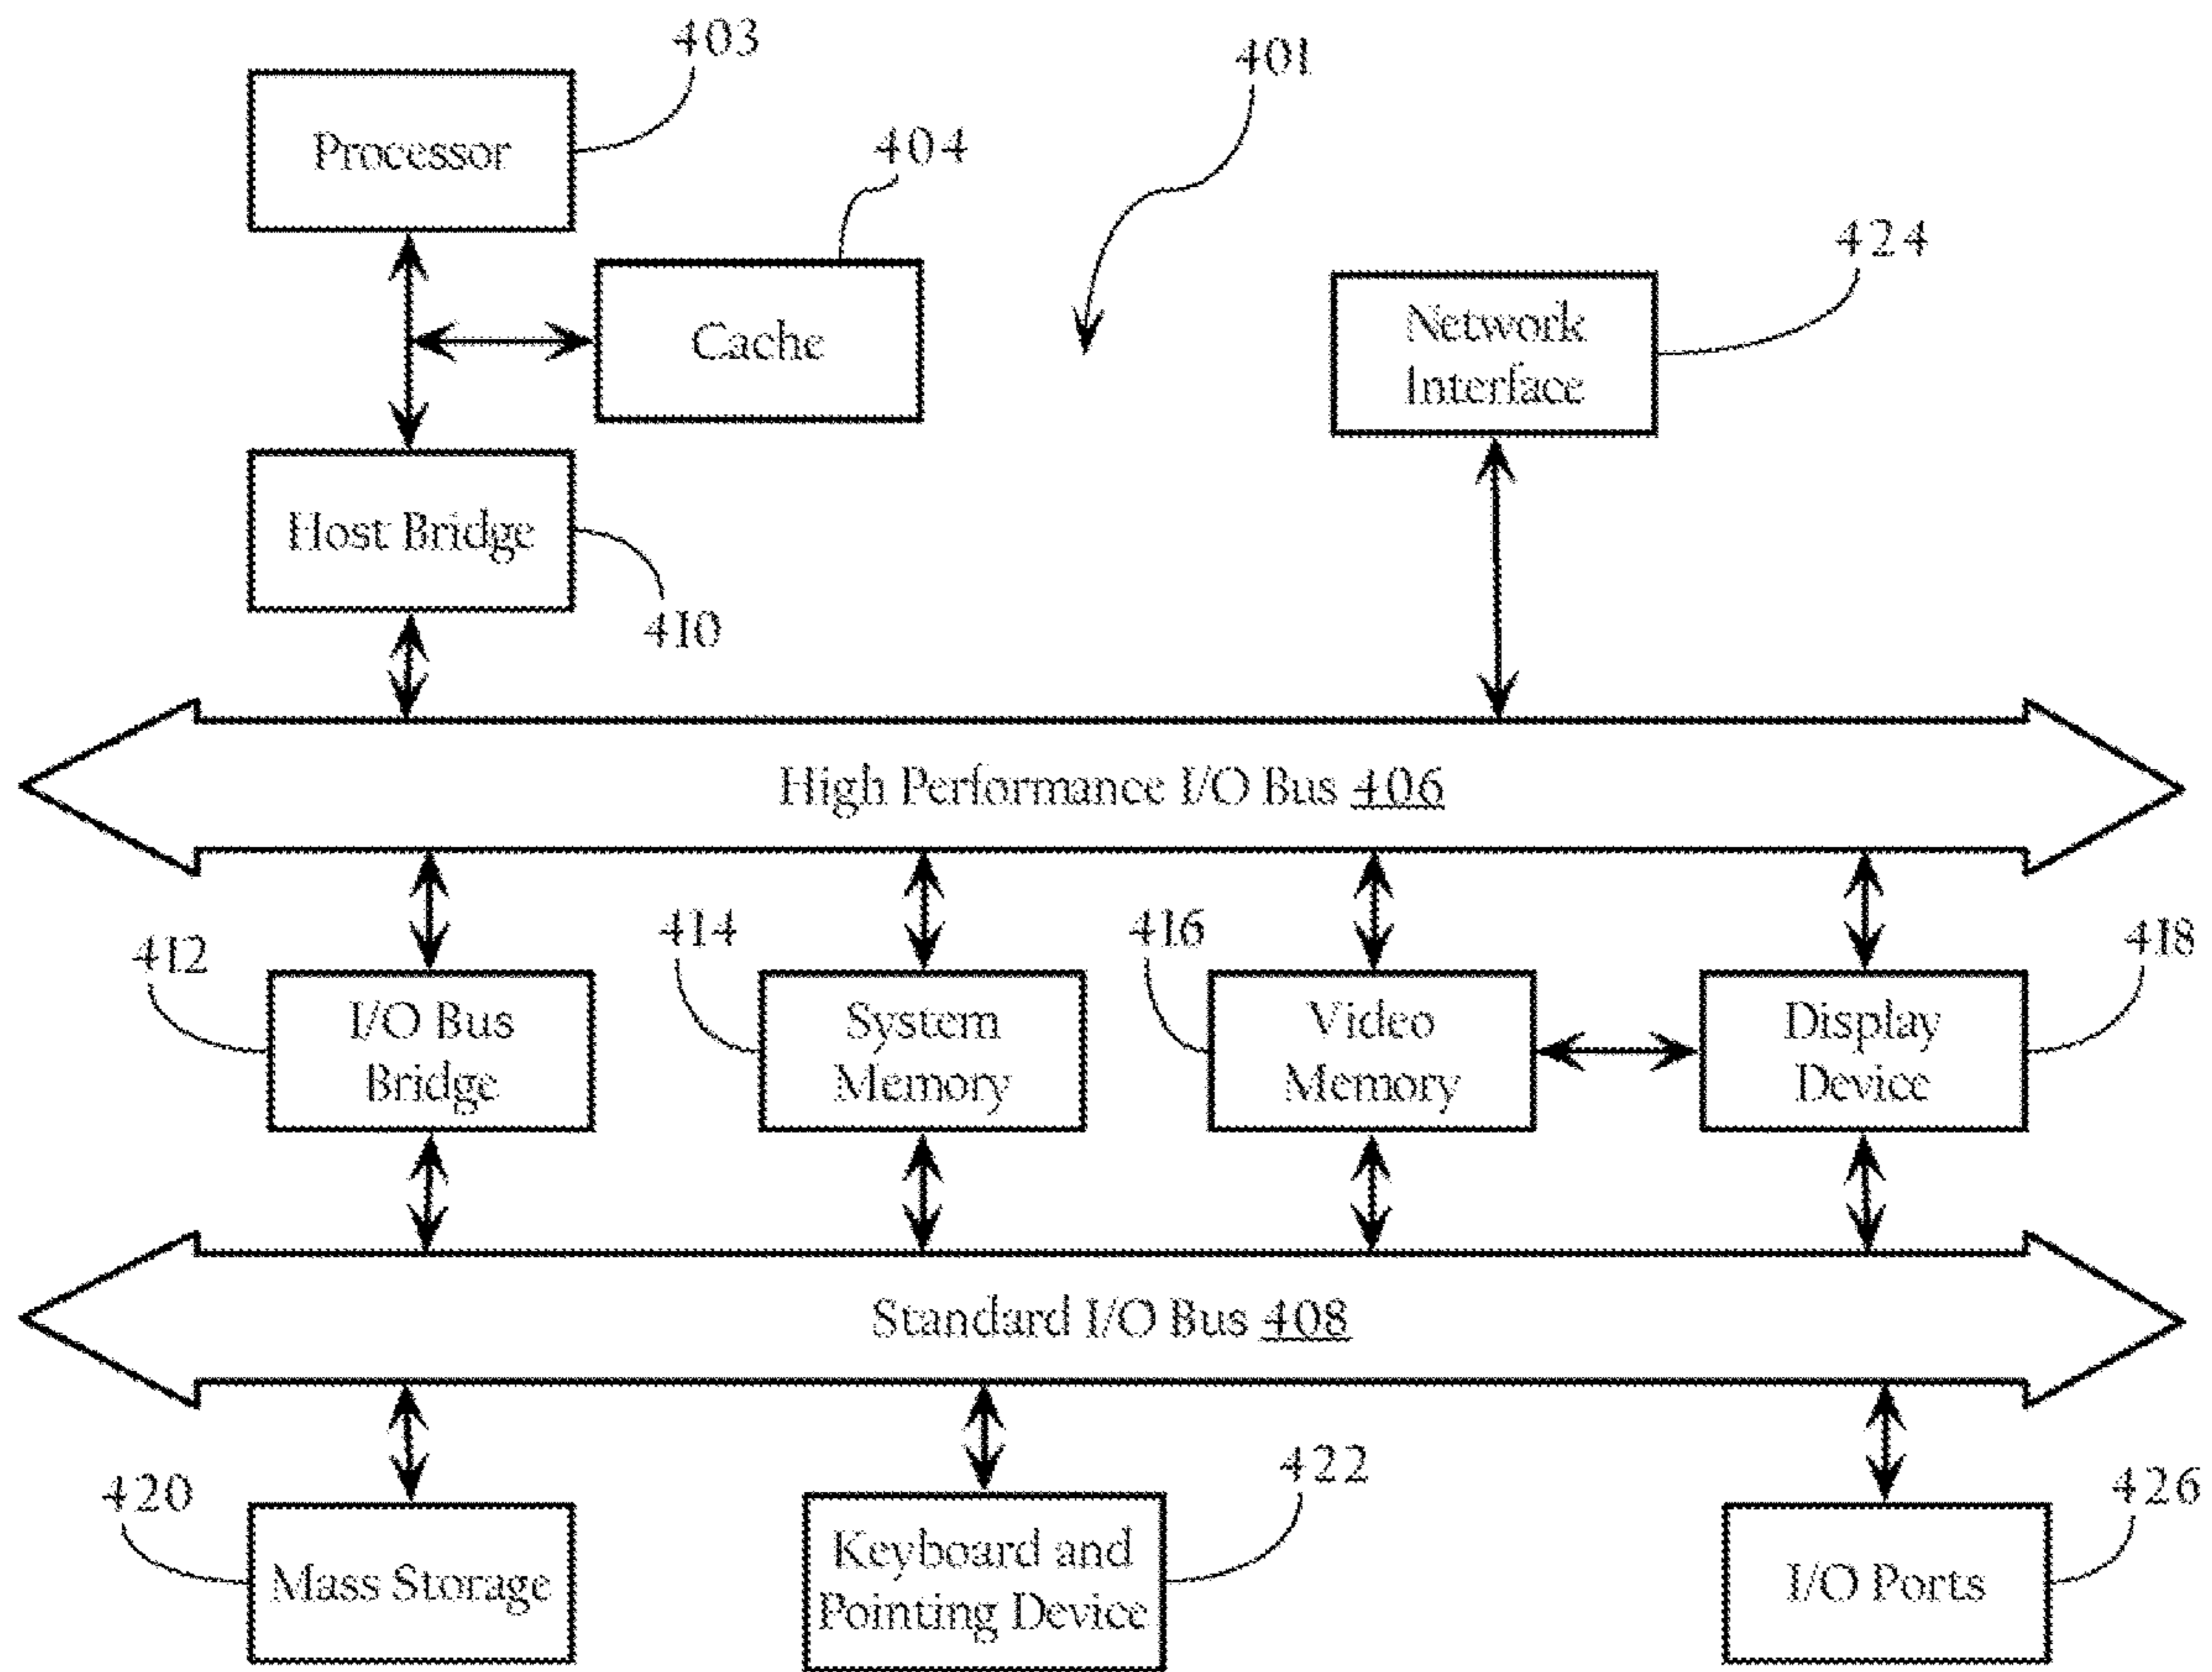 403
401
Processor
404
424
Cache
Network
Interface
Host Bridge
410
High Performance I/O Bus 406
412
414
416
418
I/O Bus
Bridge
System
Memory
Video
Memory
Display
Device
Standard I/O Bus 408
420
422
426
Mass Storage
Keyboard and
Pointing Device
I/O Ports